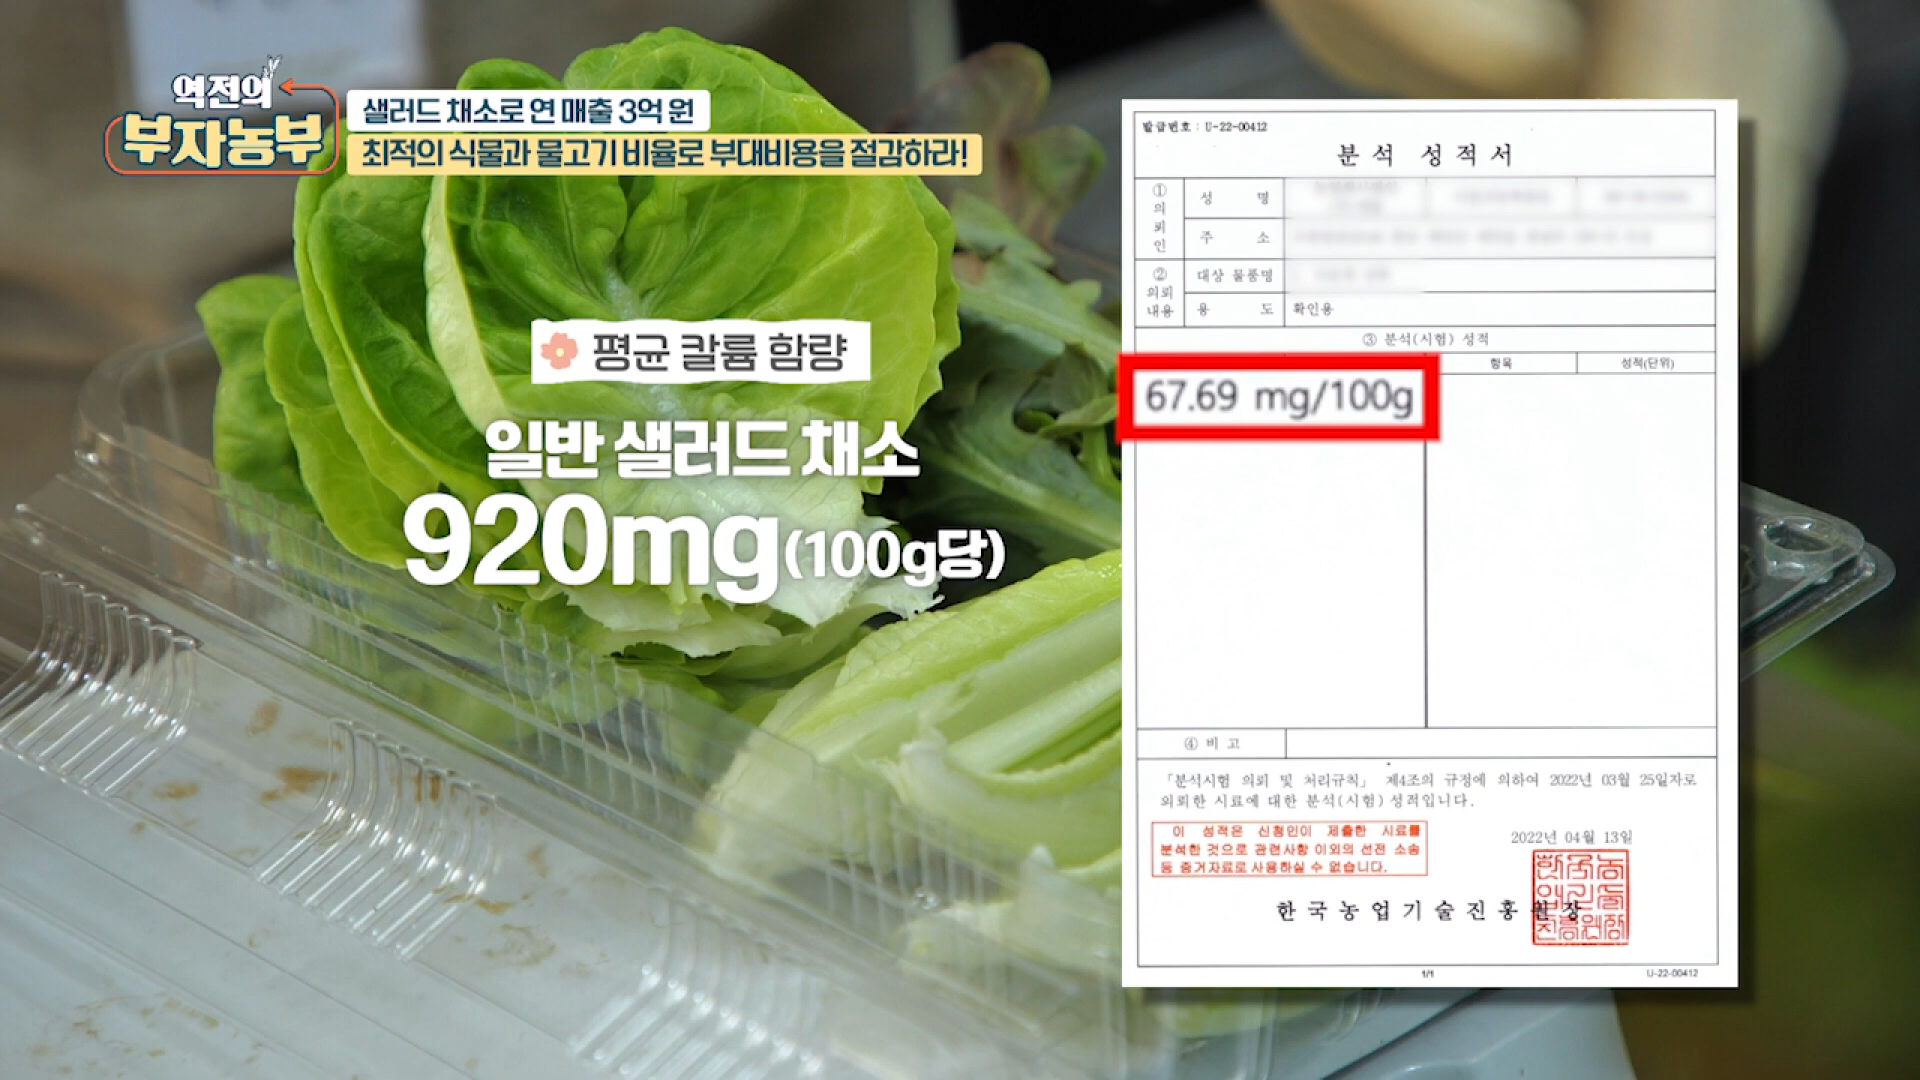 역전의
부자농부
샐러드 채소로 연 매출 3억 원
최적의 식물과 물고기 비율로 부대비용을 절감하라!
평균 칼륨 함량
일반 샐러드 채소
920mg(100g당)
발급번호 : U-22-00412
분 석 성 적 서
① 의뢰인
성 명
주 소
② 의뢰내용
대상 물품명
용 도
확인용
③ 분석(시험) 성적
항목
성적(단위)
67.69 mg/100g
④ 비 고
「분석시험 의뢰 및 처리규칙」 제4조의 규정에 의하여 2022년 03월 25일자로
의뢰한 시료에 대한 분석(시험) 성적입니다.
이 성적은 신청인이 제출한 시료를
분석한 것으로 관련사항 이외의 선전 소송
등 증거자료로 사용하실 수 없습니다.
2022년 04월 13일
한국농업기술진흥원장
1/1
U-22-00412